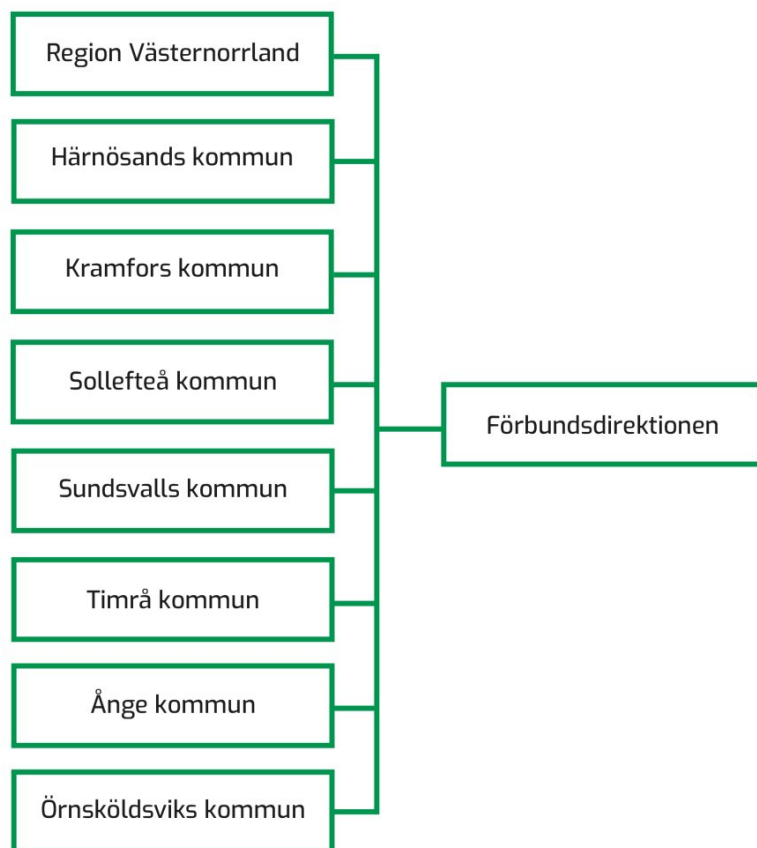 Region Västernorrland
Härnösands kommun
Kramfors kommun
Sollefteå kommun
Förbundsdirektionen
Sundsvalls kommun
Timrå kommun
Ånge kommun
Örnsköldsviks kommun